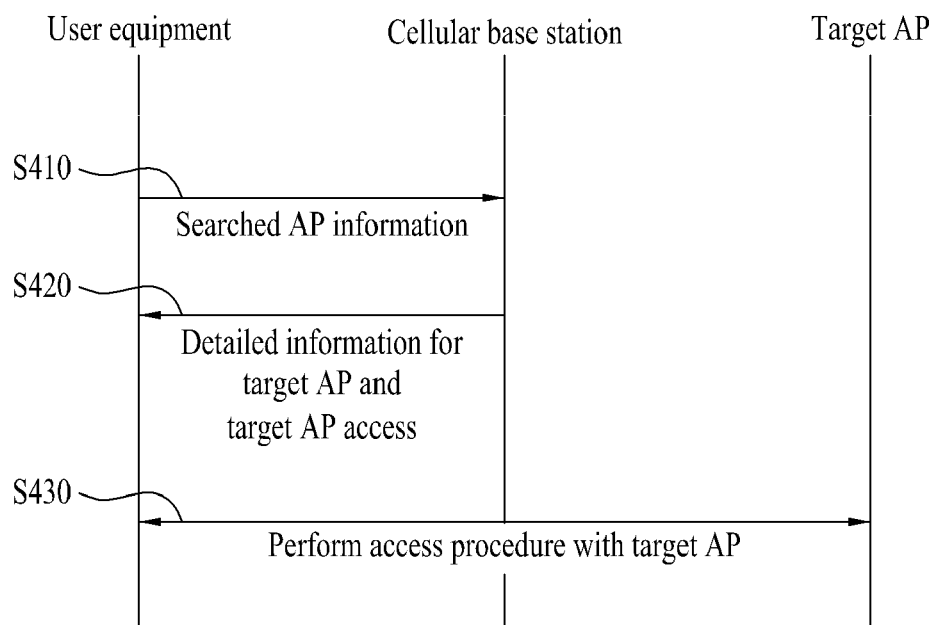 User equipment
Cellular base station
Target AP
S410
Searched AP information
S420
Detailed information for
target AP and
target AP access
S430
Perform access procedure with target AP